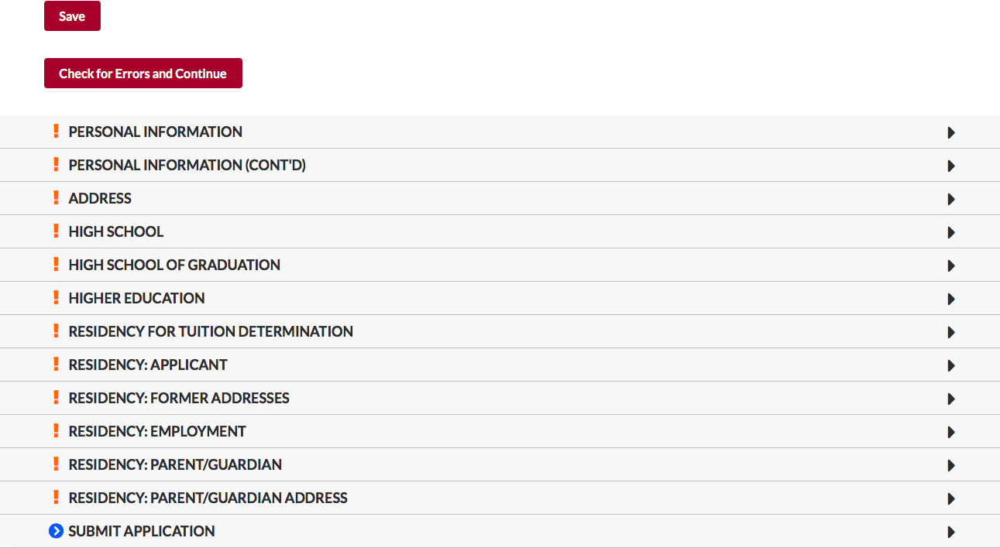 Save
Check for Errors and Continue
! PERSONAL INFORMATION
! PERSONAL INFORMATION (CONT'D)
! ADDRESS
! HIGH SCHOOL
! HIGH SCHOOL OF GRADUATION
! HIGHER EDUCATION
! RESIDENCY FOR TUITION DETERMINATION
! RESIDENCY: APPLICANT
! RESIDENCY: FORMER ADDRESSES
! RESIDENCY: EMPLOYMENT
! RESIDENCY: PARENT/GUARDIAN
! RESIDENCY: PARENT/GUARDIAN ADDRESS
SUBMIT APPLICATION